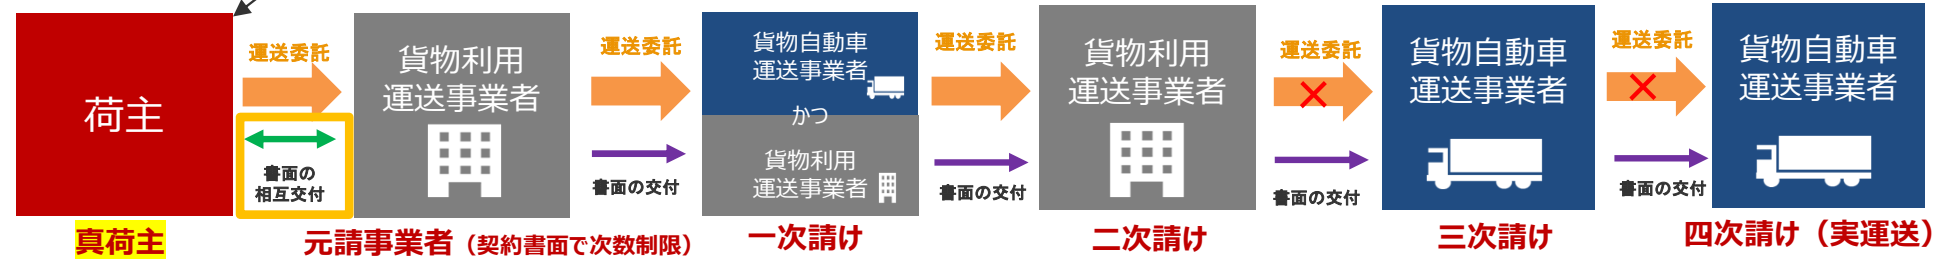 荷主
真荷主
運送委託
書面の
相互交付
貨物利用
運送事業者
元請事業者（契約書面で次数制限）
運送委託
書面の交付
貨物自動車
運送事業者
かつ
貨物利用
運送事業者
一次請け
運送委託
書面の交付
貨物利用
運送事業者
二次請け
運送委託
書面の交付
貨物自動車
運送事業者
三次請け
運送委託
書面の交付
貨物自動車
運送事業者
四次請け（実運送）